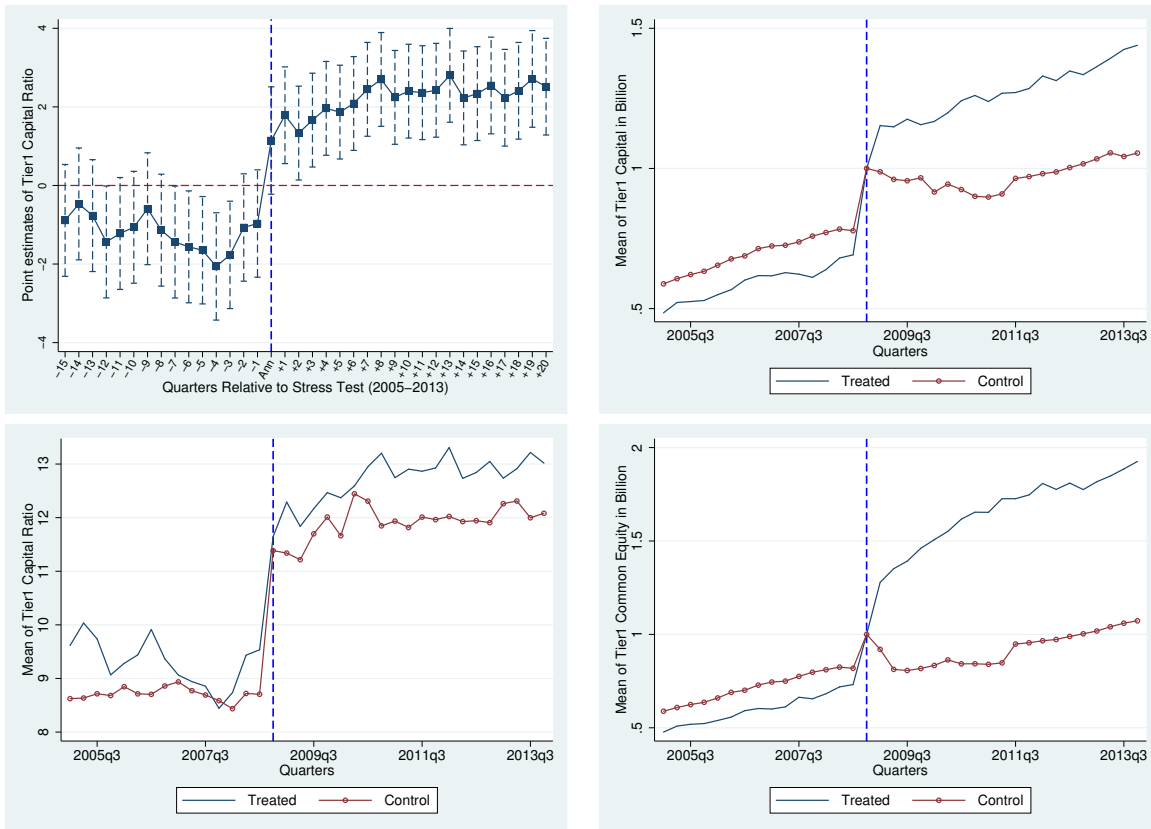 Point estimates of Tier1 Capital Ratio
4
2
0
−2
−4
−15 −14 −13 −12 −11 −10 −9 −8 −7 −6 −5 −4 −3 −2 −1 Ann +1 +2 +3 +4 +5 +6 +7 +8 +9 +10 +11 +12 +13 +14 +15 +16 +17 +18 +19 +20
Quarters Relative to Stress Test (2005−2013)
Mean of Tier1 Capital in Billion
1.5
1
.5
2005q3 2007q3 2009q3 2011q3 2013q3
Quarters
Treated Control
Mean of Tier1 Capital Ratio
13
12
11
10
9
8
2005q3 2007q3 2009q3 2011q3 2013q3
Quarters
Treated Control
Mean of Tier1 Common Equity in Billion
2
1.5
1
.5
2005q3 2007q3 2009q3 2011q3 2013q3
Quarters
Treated Control